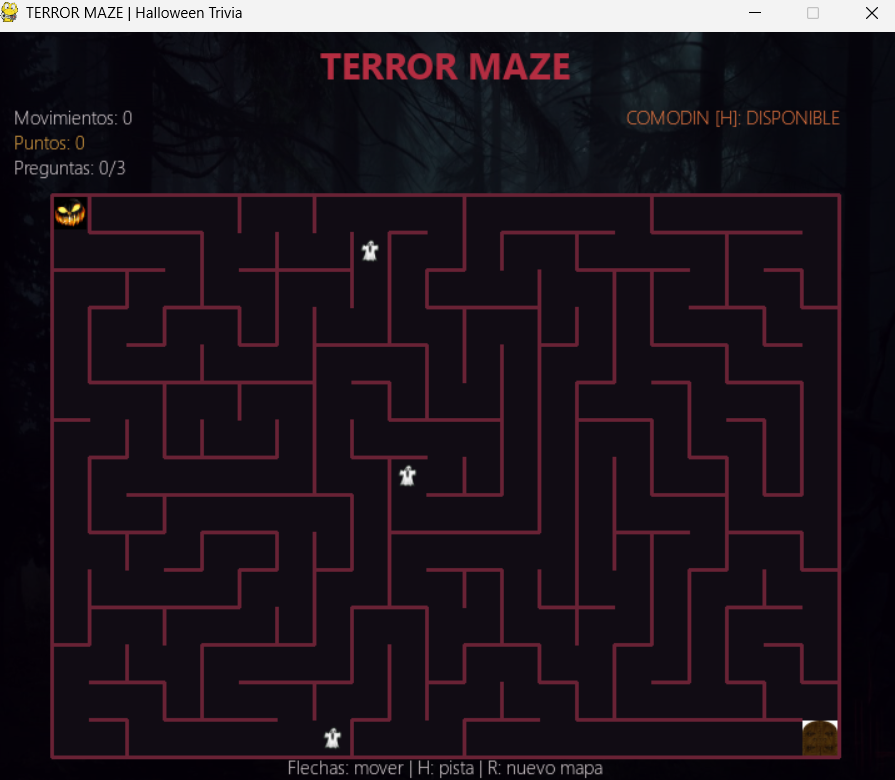 TERROR MAZE | Halloween Trivia
TERROR MAZE
Movimientos: 0
COMODIN [H]: DISPONIBLE
Puntos: 0
Preguntas: 0/3
Flechas: mover | H: pista | R: nuevo mapa